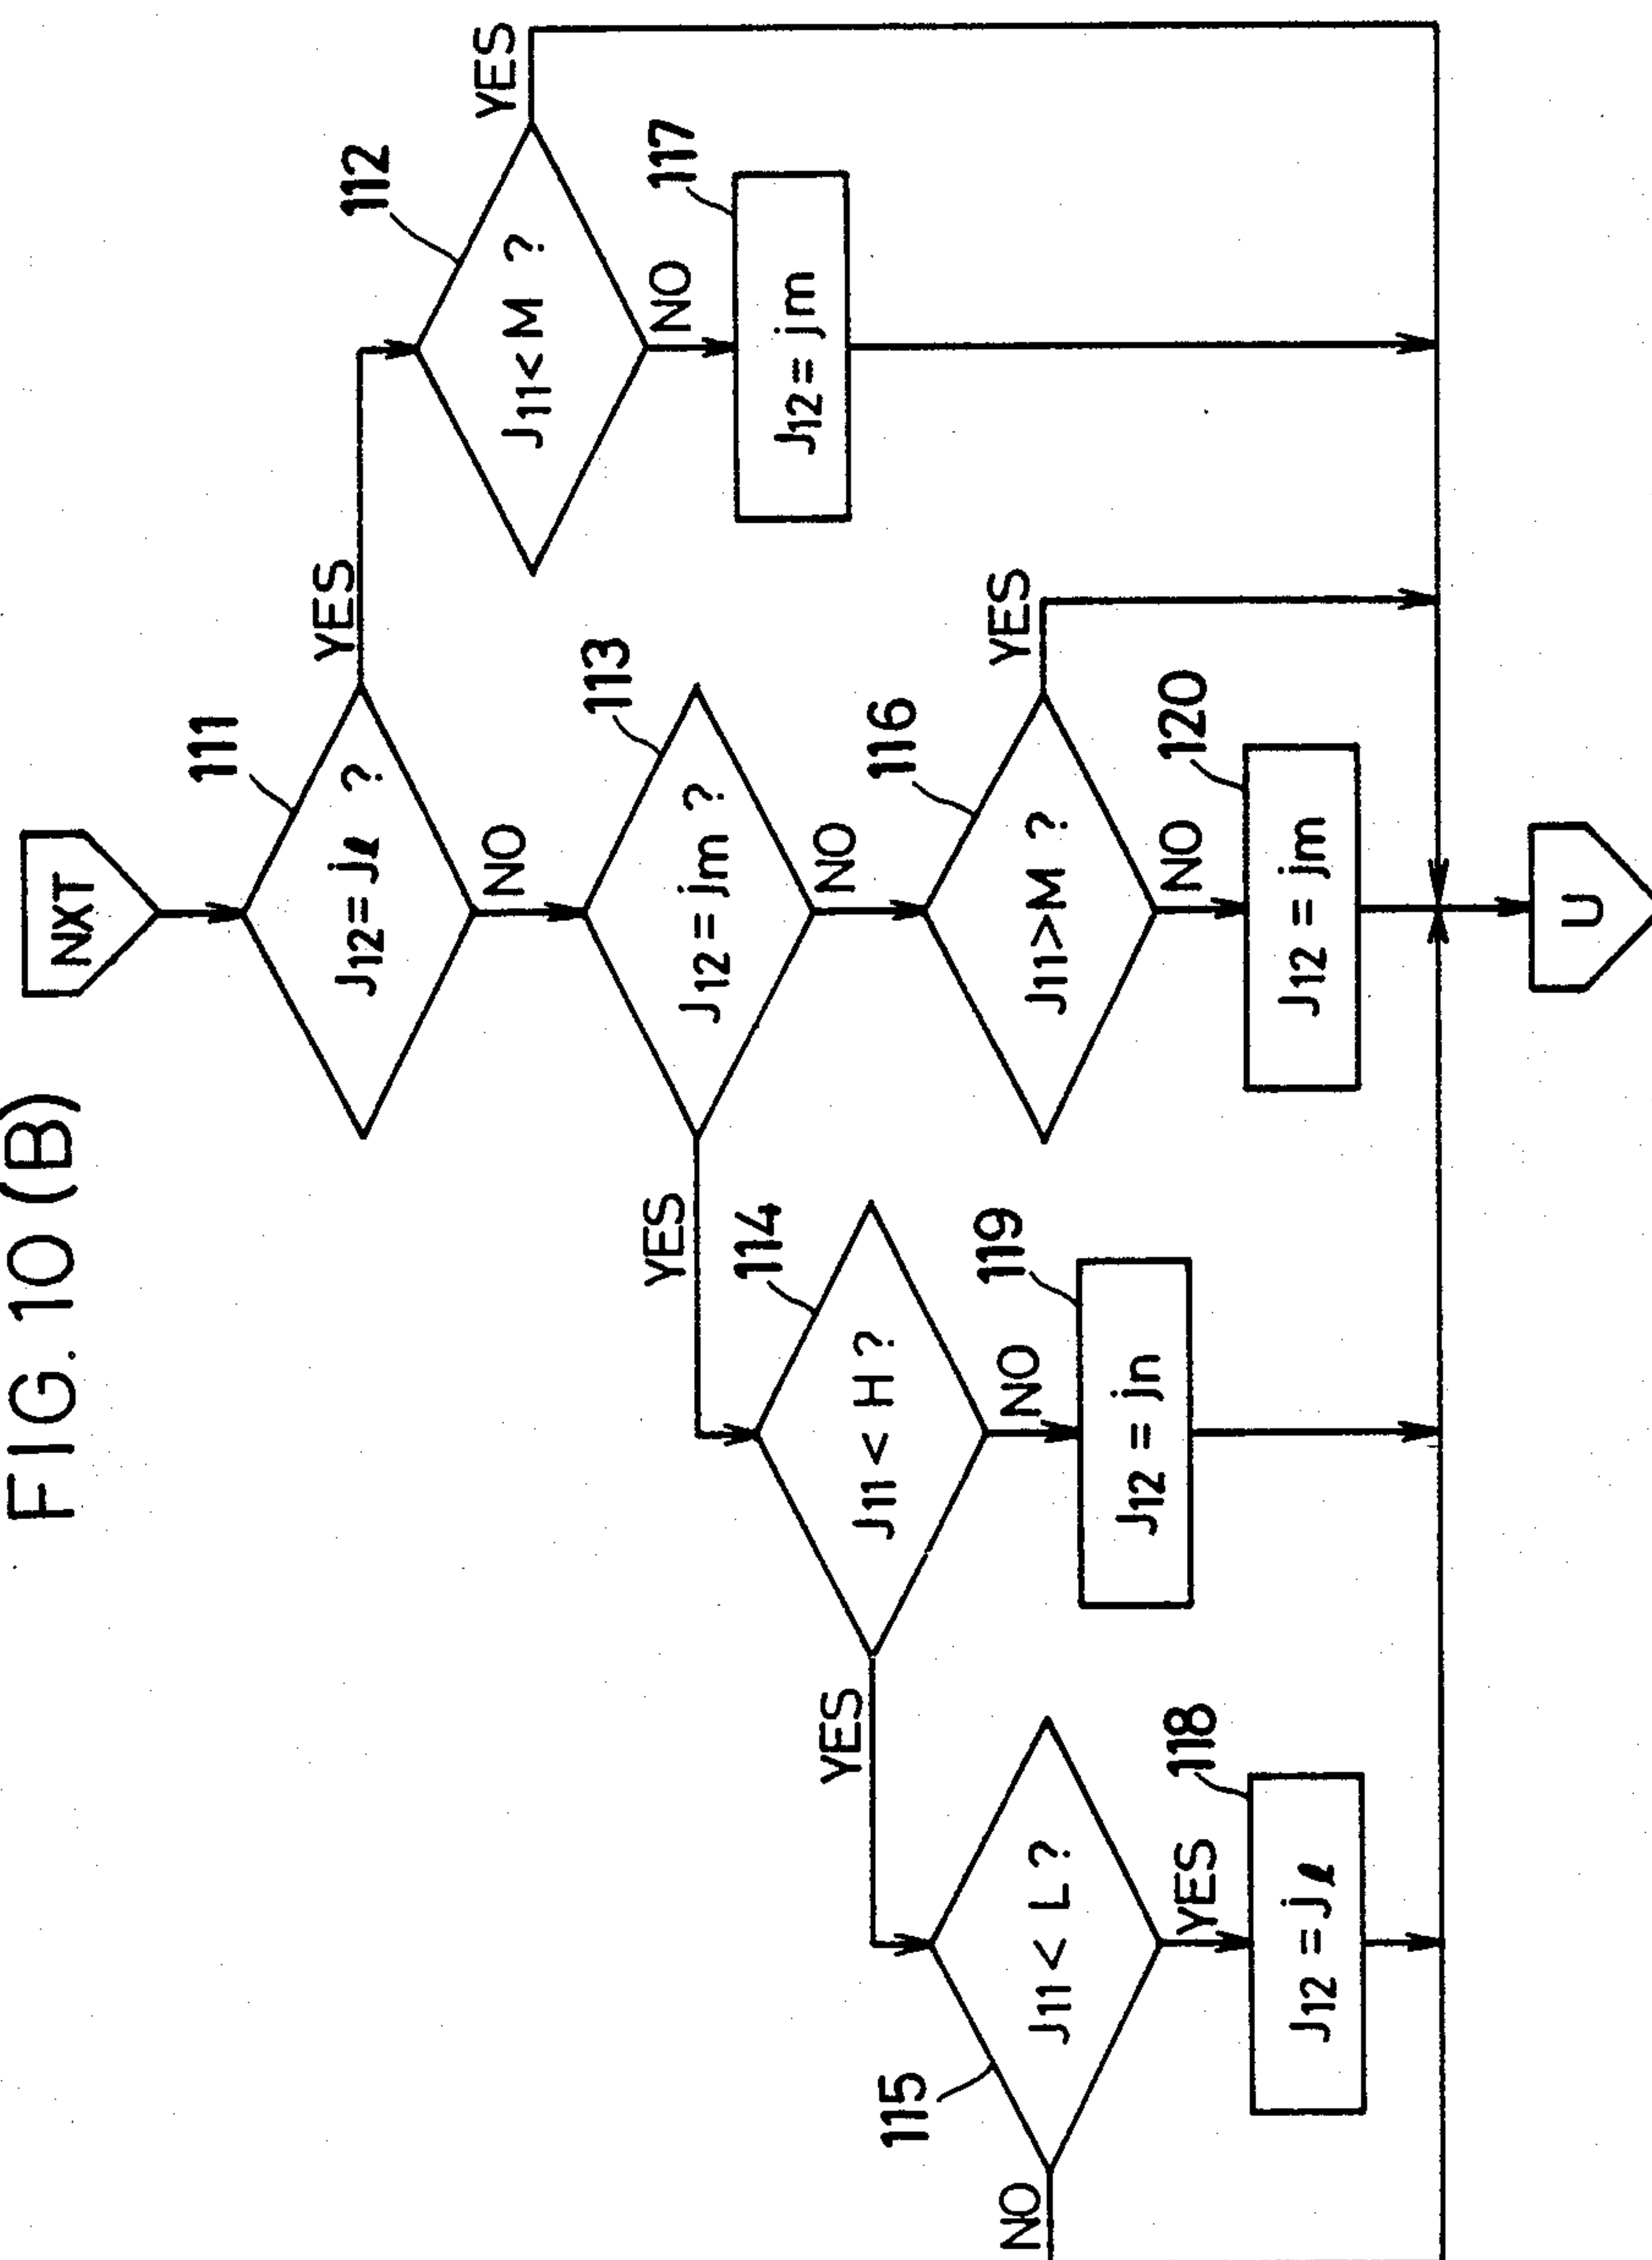 FIG. 10 (B)
NXT
111
J12 = jℓ ?
YES
NO
112
J11 < M ?
YES
NO
117
J12 = jm
113
J12 = jm ?
YES
NO
114
J11 < H ?
YES
NO
119
J12 = jn
116
J11 > M ?
YES
NO
120
J12 = jm
115
J11 < L ?
NO
YES
118
J12 = jℓ
U